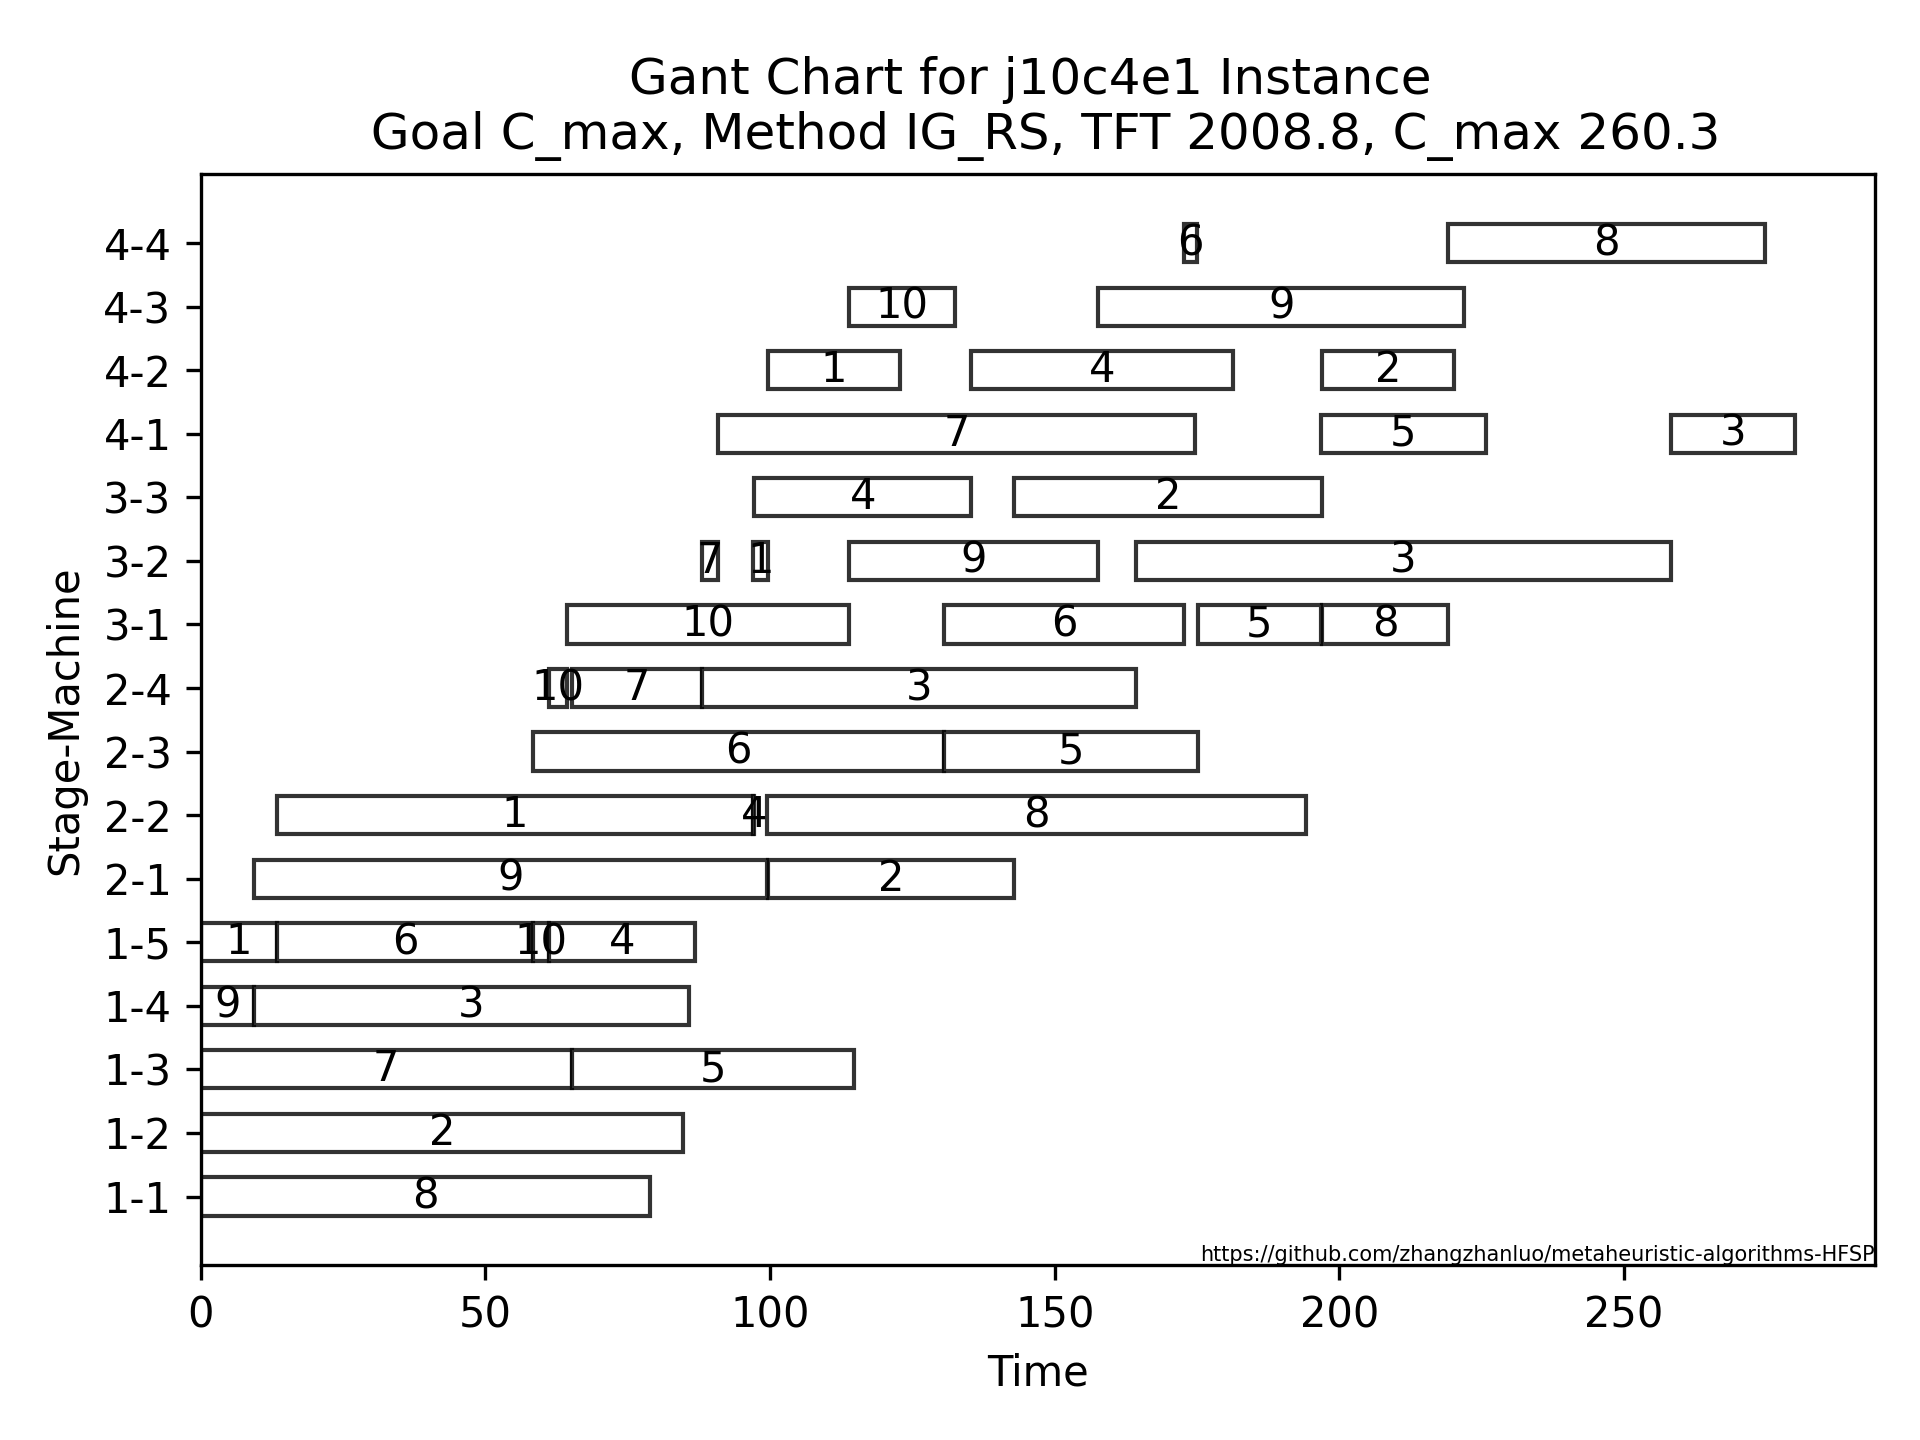 Gant Chart for j10c4e1 Instance
Goal C_max, Method IG_RS, TFT 2008.8, C_max 260.3
Stage-Machine
4-4 6 8
4-3 10 9
4-2 1 4 2
4-1 7 5 3
3-3 4 2
3-2 7 1 9 3
3-1 10 6 5 8
2-4 10 7 3
2-3 6 5
2-2 1 4 8
2-1 9 2
1-5 1 6 10 4
1-4 9 3
1-3 7 5
1-2 2
1-1 8
https://github.com/zhangzhanluo/metaheuristic-algorithms-HFSP
0 50 100 150 200 250
Time